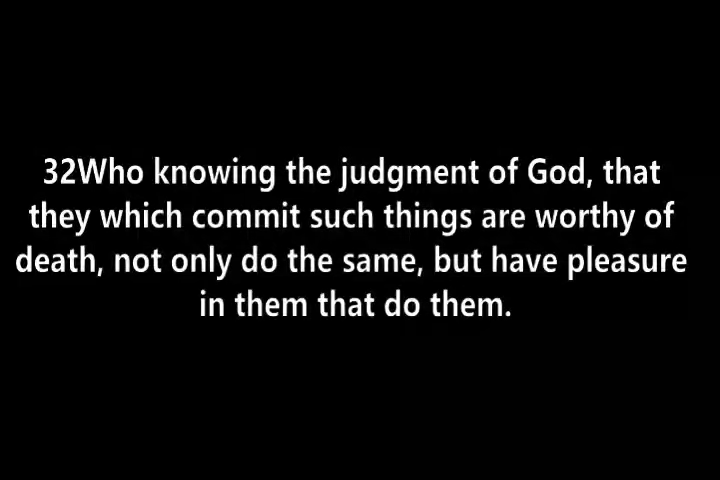 32Who knowing the judgment of God, that
they which commit such things are worthy of
death, not only do the same, but have pleasure
in them that do them.